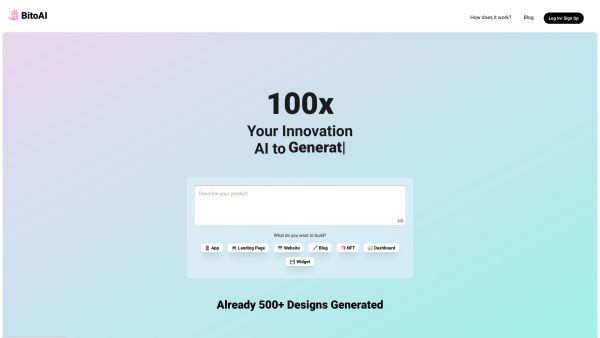 BitoAI
How does it work? Blog Log In/ Sign Up
100x
Your Innovation
AI to Generat|
Describe your product
250
What do you want to build?
App Landing Page Website Blog NFT Dashboard
Widget
Already 500+ Designs Generated